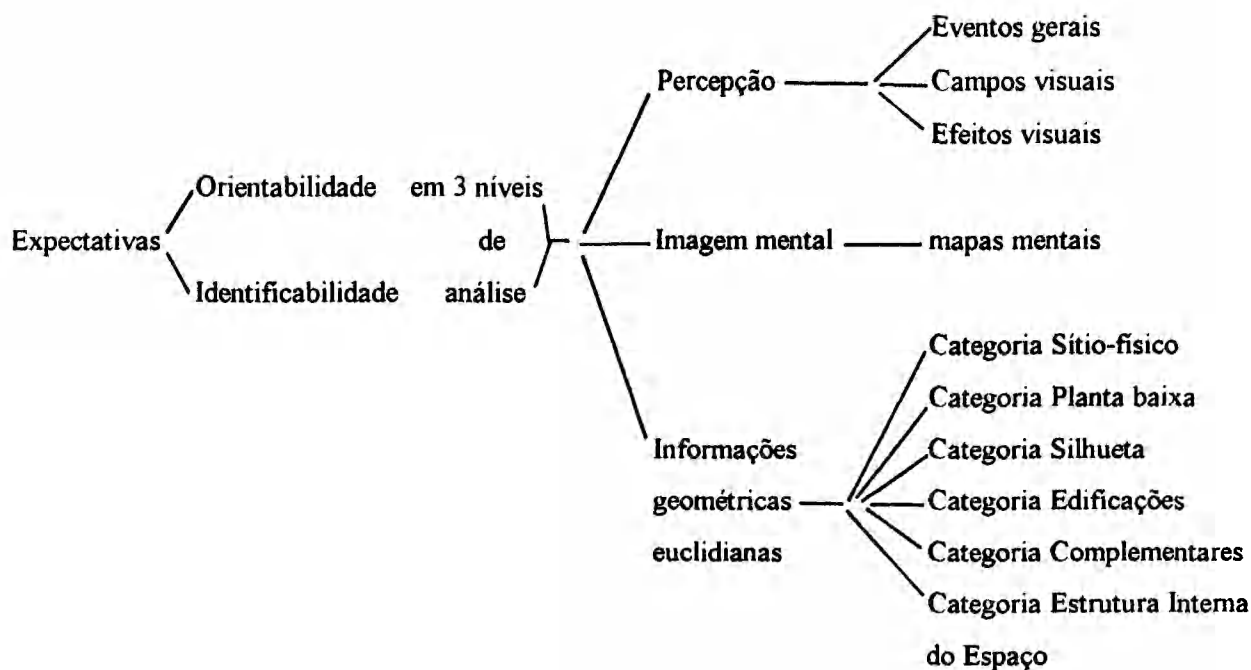 Eventos gerais
Percepção
Campos visuais
Efeitos visuais
Orientabilidade em 3 níveis
Expectativas de
Identificabilidade análise
Imagem mental mapas mentais
Categoria Sítio-físico
Categoria Planta baixa
Informações
Categoria Silhueta
geométricas
Categoria Edificações
euclidianas
Categoria Complementares
Categoria Estrutura Interna
do Espaço